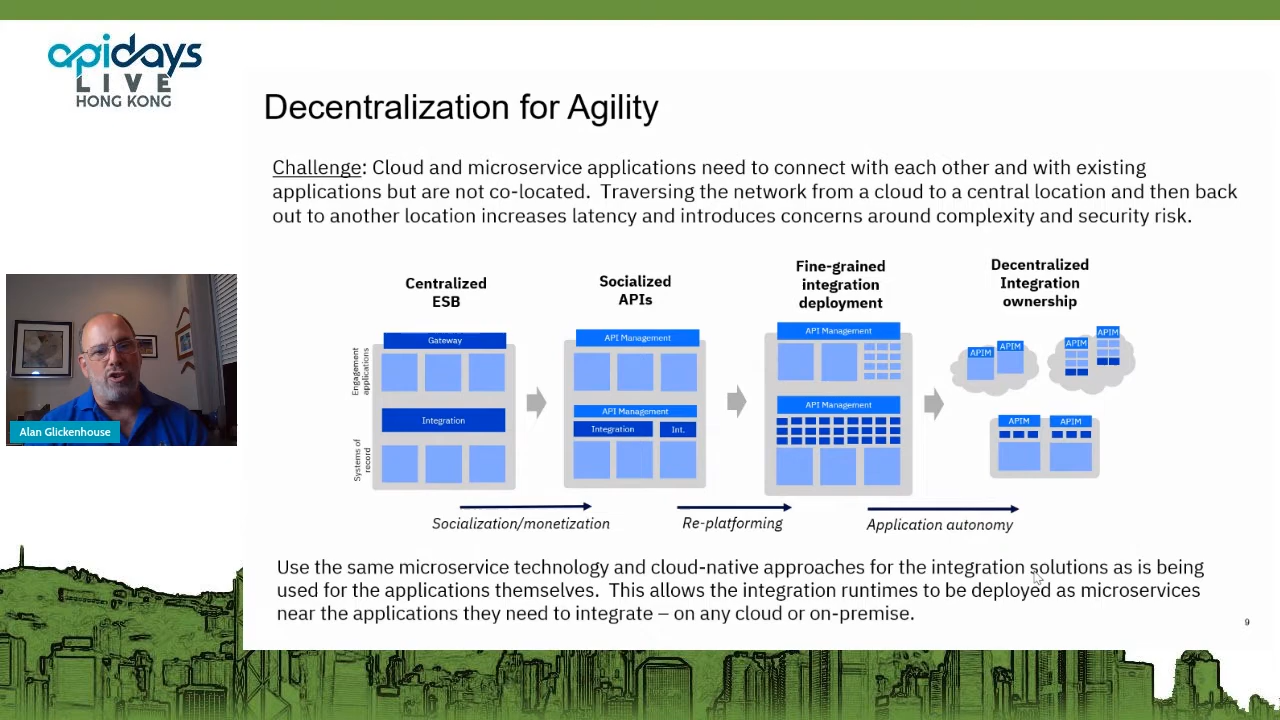 apidays
LIVE
HONG KONG
Decentralization for Agility
Challenge: Cloud and microservice applications need to connect with each other and with existing
applications but are not co-located. Traversing the network from a cloud to a central location and then back
out to another location increases latency and introduces concerns around complexity and security risk.
Centralized
ESB
Socialized
APIs
Fine-grained
integration
deployment
Decentralized
Integration
ownership
Engagement
applications
Systems of
record
Gateway
Integration
API Management
API Management
Integration
Int.
API Management
API Management
APIM
APIM
APIM
APIM
APIM
APIM
Socialization/monetization
Re-platforming
Application autonomy
Use the same microservice technology and cloud-native approaches for the integration solutions as is being
used for the applications themselves. This allows the integration runtimes to be deployed as microservices
near the applications they need to integrate – on any cloud or on-premise.
9
Alan Glickenhouse